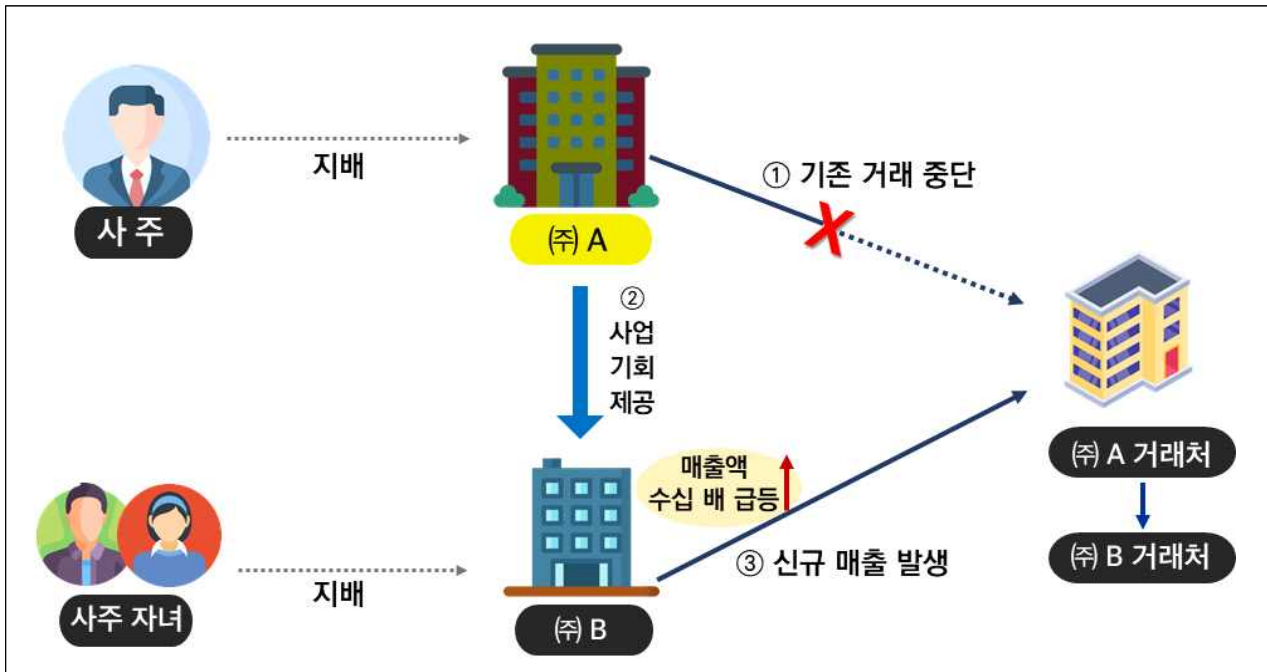 지배
사 주
㈜ A
① 기존 거래 중단
②
사업
기회
제공
㈜ A 거래처
매출액
수십 배 급등
㈜ B 거래처
③ 신규 매출 발생
지배
사주 자녀
㈜ B